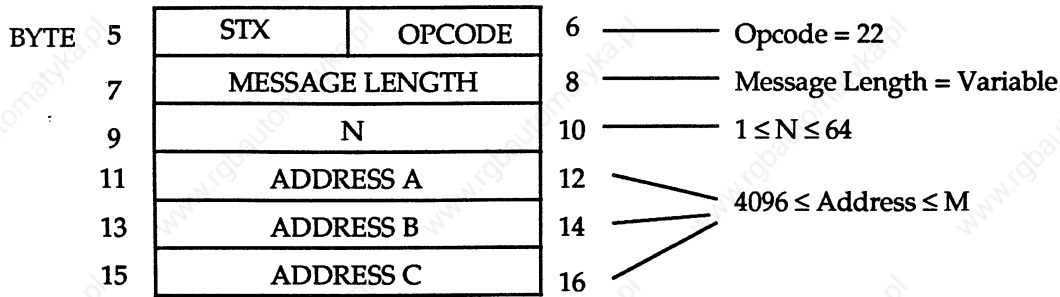 BYTE 5 STX OPCODE 6 Opcode = 22
7 MESSAGE LENGTH 8 Message Length = Variable
9 N 10 1 ≤ N ≤ 64
11 ADDRESS A 12
4096 ≤ Address ≤ M
13 ADDRESS B 14
15 ADDRESS C 16